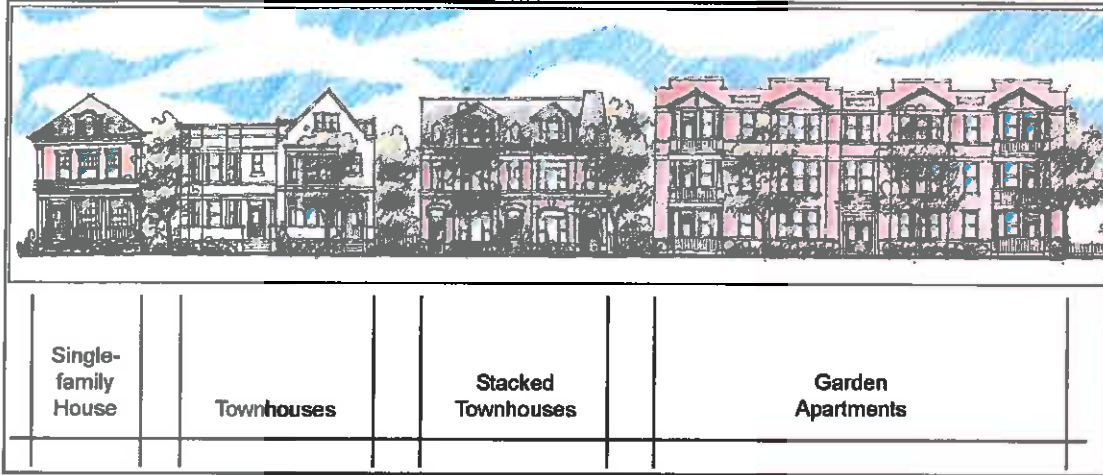 Single-
family
House
Townhouses
Stacked
Townhouses
Garden
Apartments